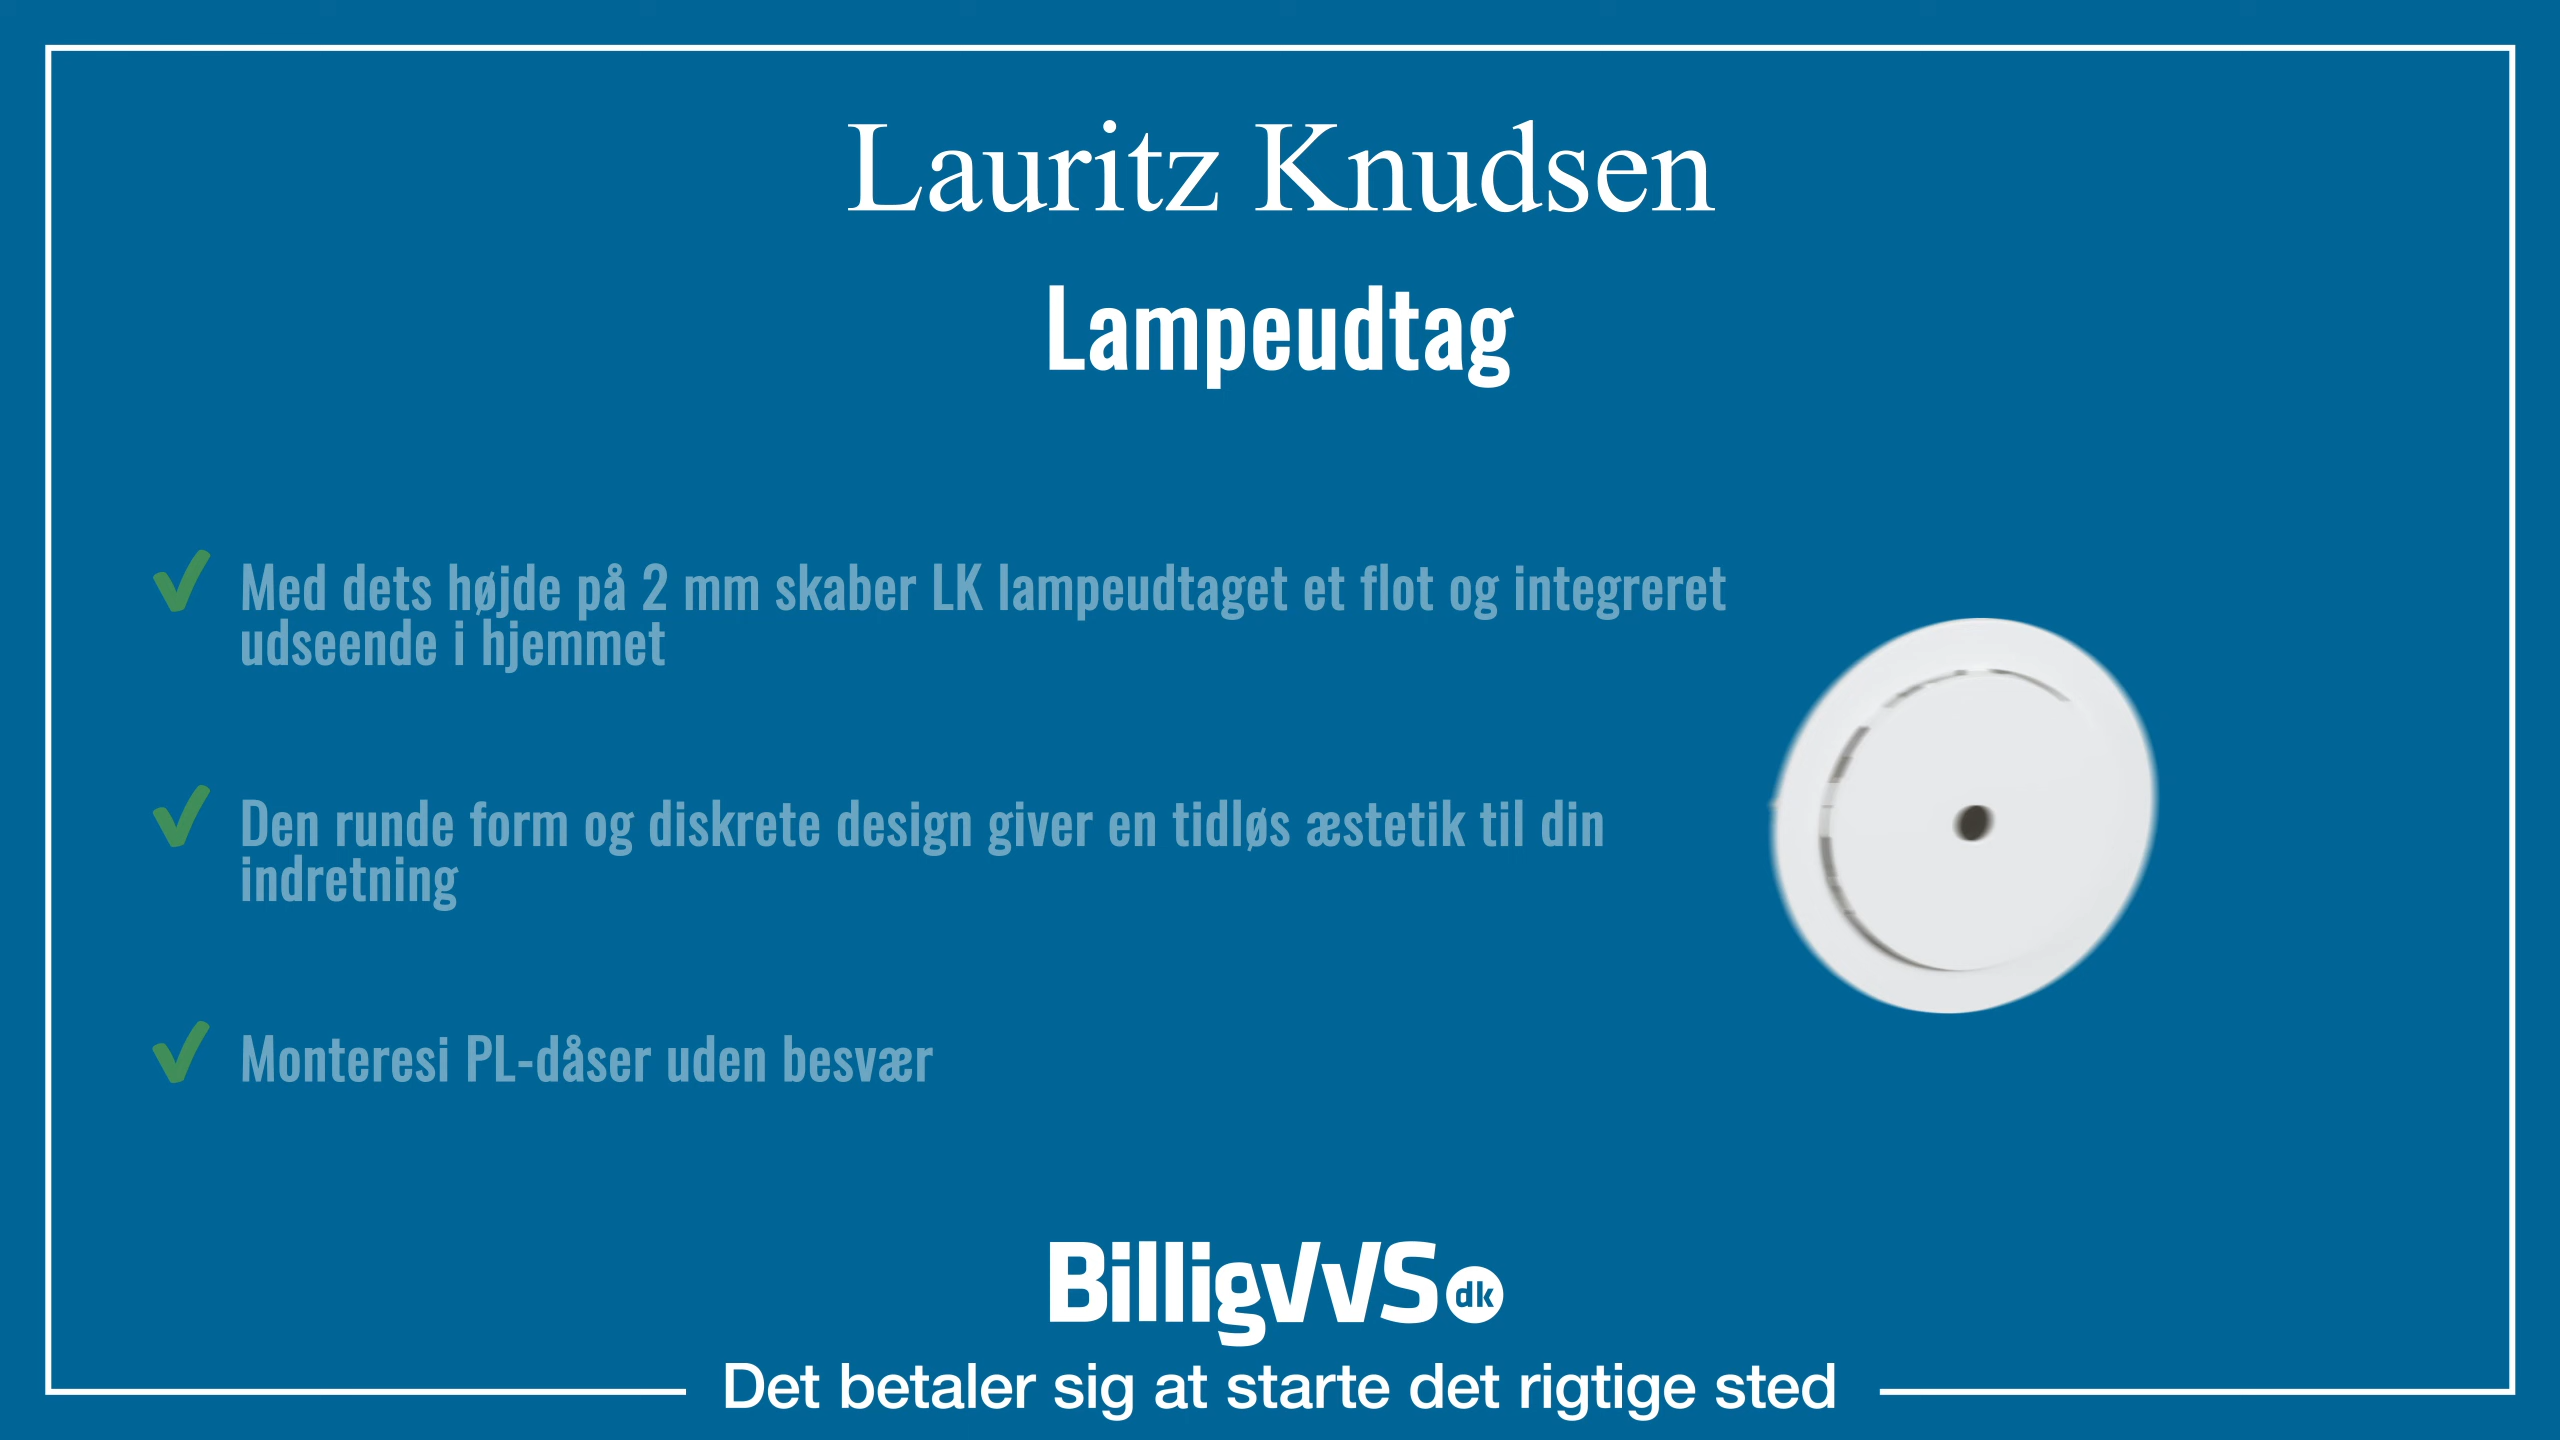 Lauritz Knudsen
Lampeudtag
Med dets højde på 2 mm skaber LK lampeudtaget et flot og integreret
udseende i hjemmet
Den runde form og diskrete design giver en tidløs æstetik til din
indretning
Monteresi PL-dåser uden besvær
BilligVVS dk
Det betaler sig at starte det rigtige sted